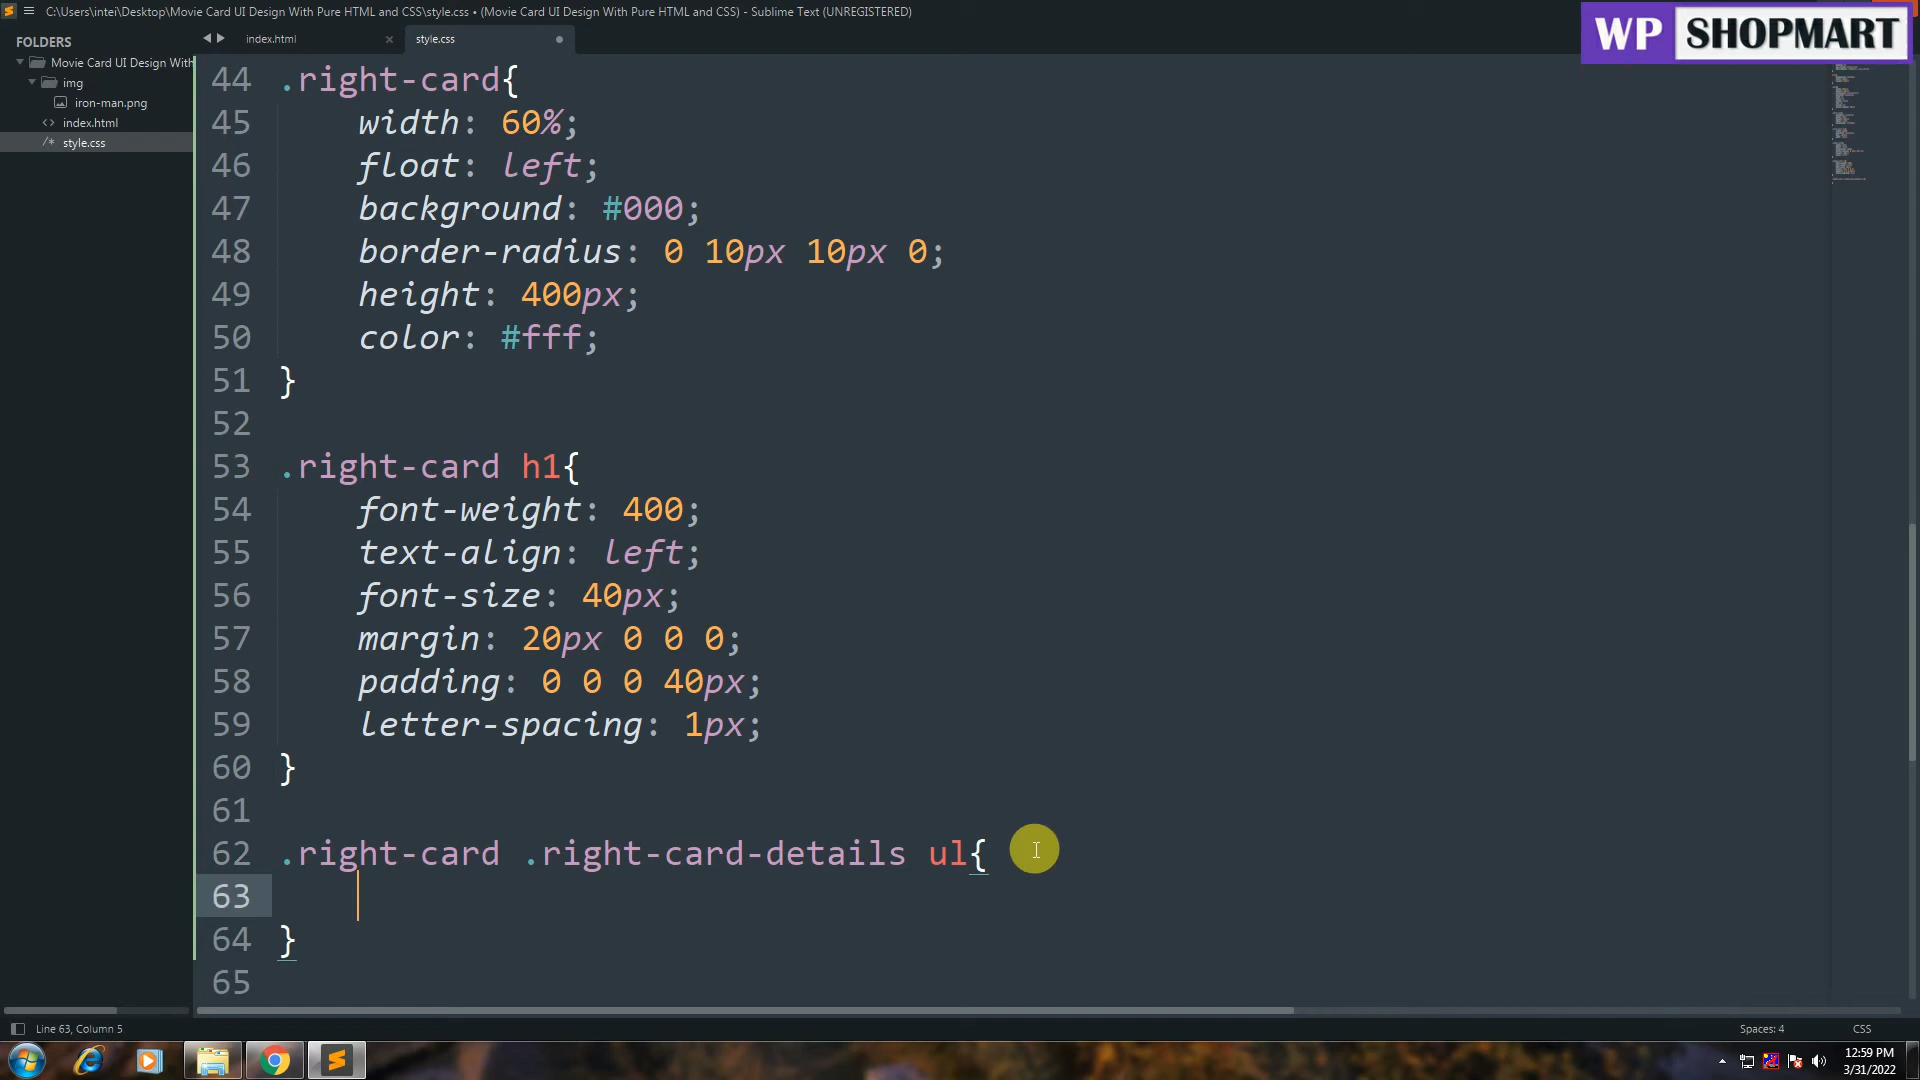 C:\Users\intei\Desktop\Movie Card UI Design With Pure HTML and CSS\style.css • (Movie Card UI Design With Pure HTML and CSS) - Sublime Text (UNREGISTERED)
WP SHOPMART
FOLDERS
Movie Card UI Design With
img
iron-man.png
index.html
style.css
index.html
style.css
44 .right-card{
45 width: 60%;
46 float: left;
47 background: #000;
48 border-radius: 0 10px 10px 0;
49 height: 400px;
50 color: #fff;
51 }
52
53 .right-card h1{
54 font-weight: 400;
55 text-align: left;
56 font-size: 40px;
57 margin: 20px 0 0 0;
58 padding: 0 0 0 40px;
59 letter-spacing: 1px;
60 }
61
62 .right-card .right-card-details ul{
63
64 }
65
Line 63, Column 5
Spaces: 4
CSS
12:59 PM
3/31/2022